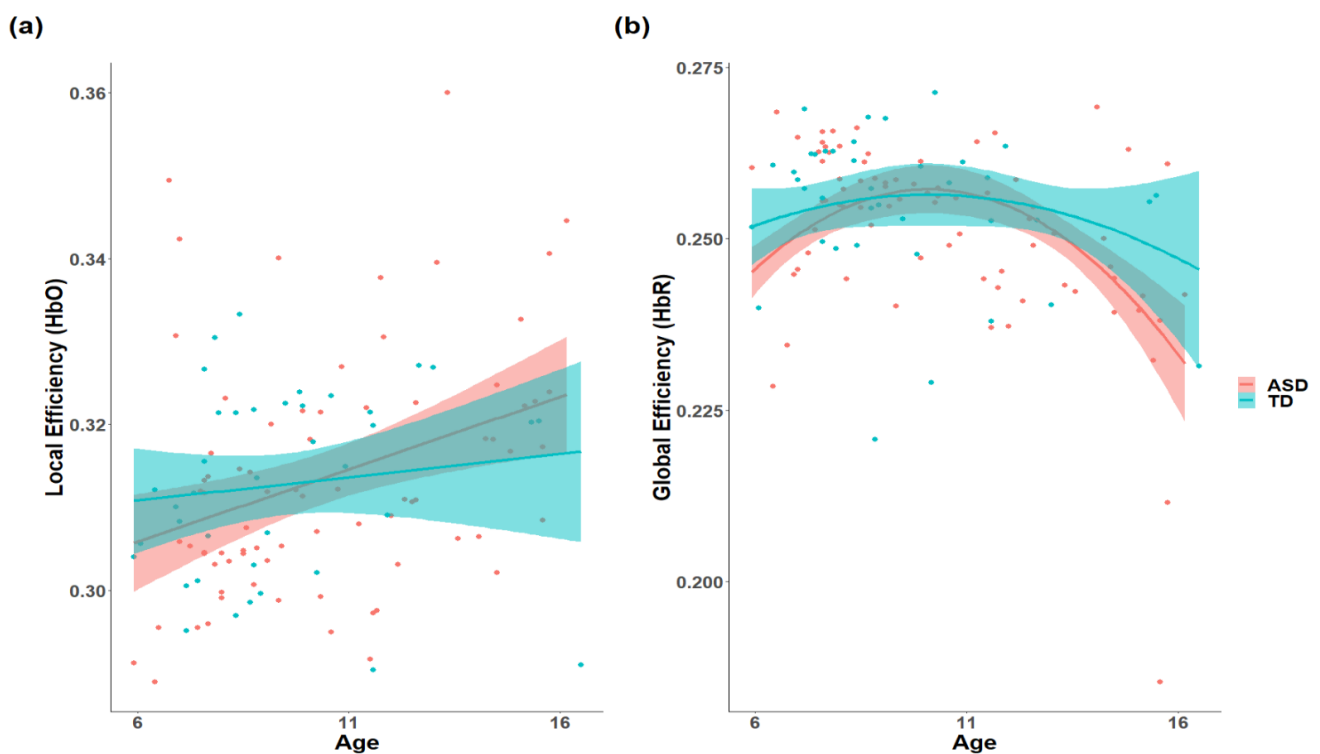 (a)
Local Efficiency (HbO)
0.36
0.34
0.32
0.30
6
11
16
Age
(b)
Global Efficiency (HbR)
0.275
0.250
0.225
0.200
6
11
16
Age
ASD
TD